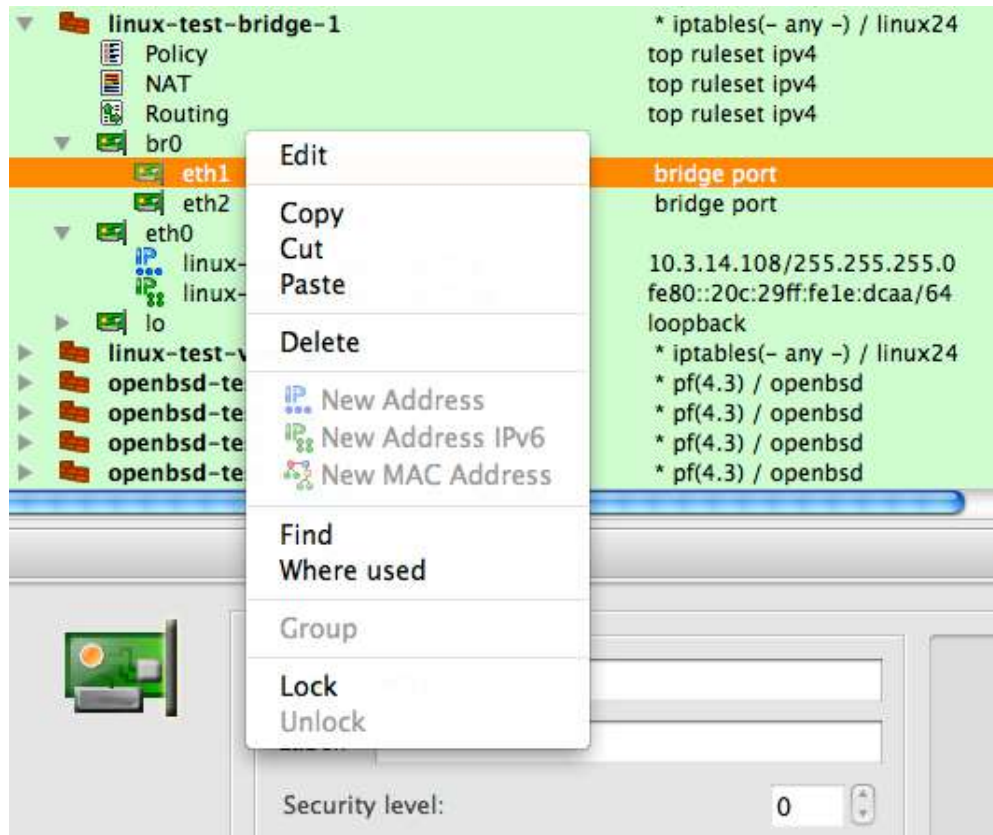 linux-test-bridge-1 * iptables(- any -) / linux24
Policy top ruleset ipv4
NAT top ruleset ipv4
Routing top ruleset ipv4
br0
eth1 bridge port
eth2 bridge port
eth0
linux- 10.3.14.108/255.255.255.0
linux- fe80::20c:29ff:fe1e:dcaa/64
lo loopback
linux-test-v * iptables(- any -) / linux24
openbsd-te * pf(4.3) / openbsd
openbsd-te * pf(4.3) / openbsd
openbsd-te * pf(4.3) / openbsd
openbsd-te * pf(4.3) / openbsd
Edit
Copy
Cut
Paste
Delete
New Address
New Address IPv6
New MAC Address
Find
Where used
Group
Lock
Unlock
Security level: 0